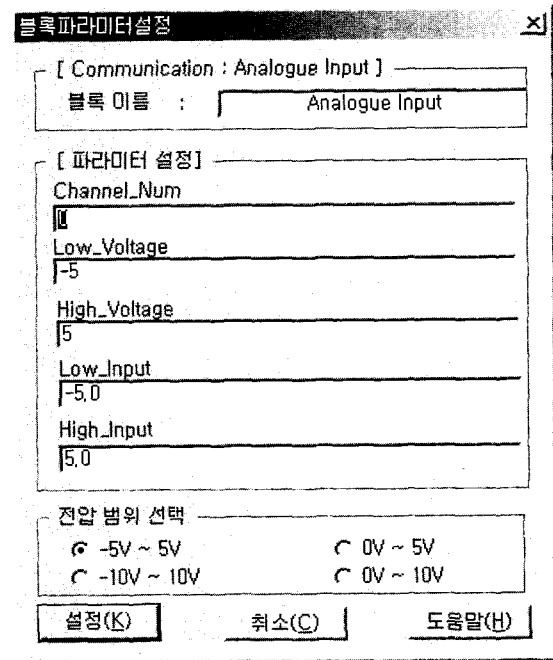 블록파라미터설정
[ Communication : Analogue Input ]
블록 이름 : Analogue Input
[ 파라미터 설정]
Channel_Num
Low_Voltage
-5
High_Voltage
5
Low_Input
-5.0
High_Input
5.0
전압 범위 선택
-5V ~ 5V 0V ~ 5V
-10V ~ 10V 0V ~ 10V
설정(K) 취소(C) 도움말(H)